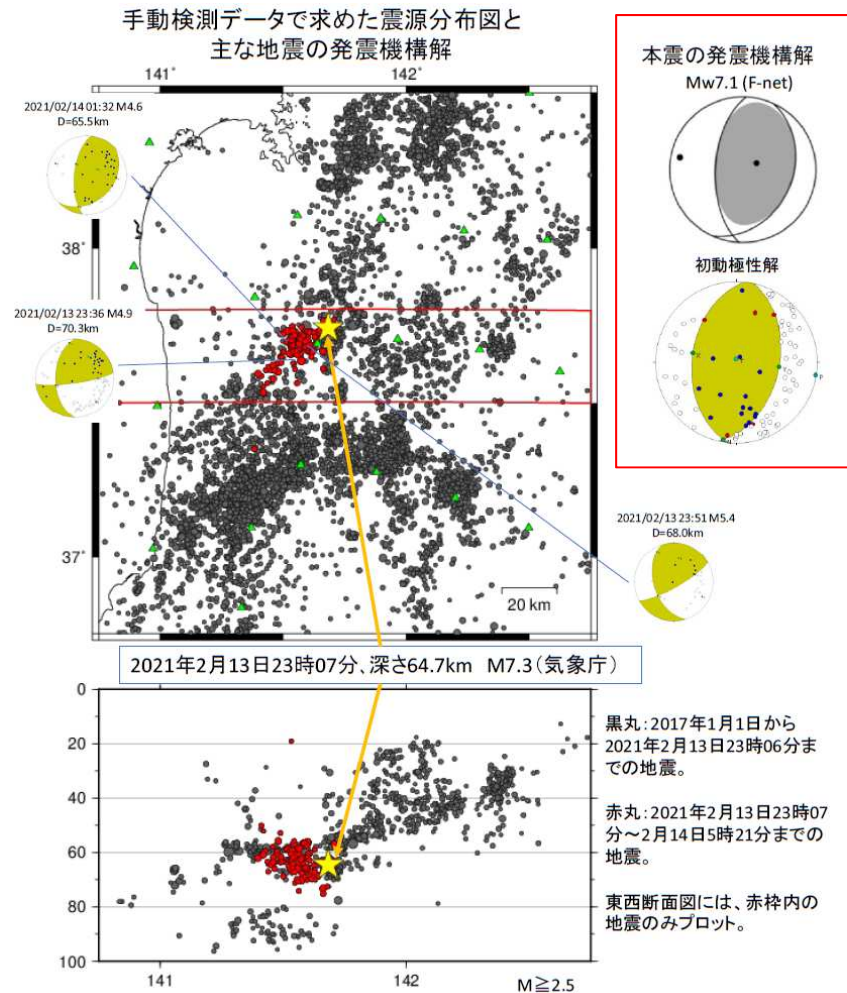 手動検測データで求めた震源分布図と
主な地震の発震機構解
141°
142°
2021/02/14 01:32 M4.6
D=65.5km
38°
2021/02/13 23:36 M4.9
D=70.3km
37°
20 km
本震の発震機構解
Mw7.1 (F-net)
初動極性解
2021/02/13 23:51 M5.4
D=68.0km
2021年2月13日23時07分、深さ64.7km M7.3(気象庁)
0
20
40
60
80
100
141
142
M≧2.5
黒丸:2017年1月1日から
2021年2月13日23時06分ま
での地震。
赤丸:2021年2月13日23時07
分～2月14日5時21分までの
地震。
東西断面図には、赤枠内の
地震のみプロット。